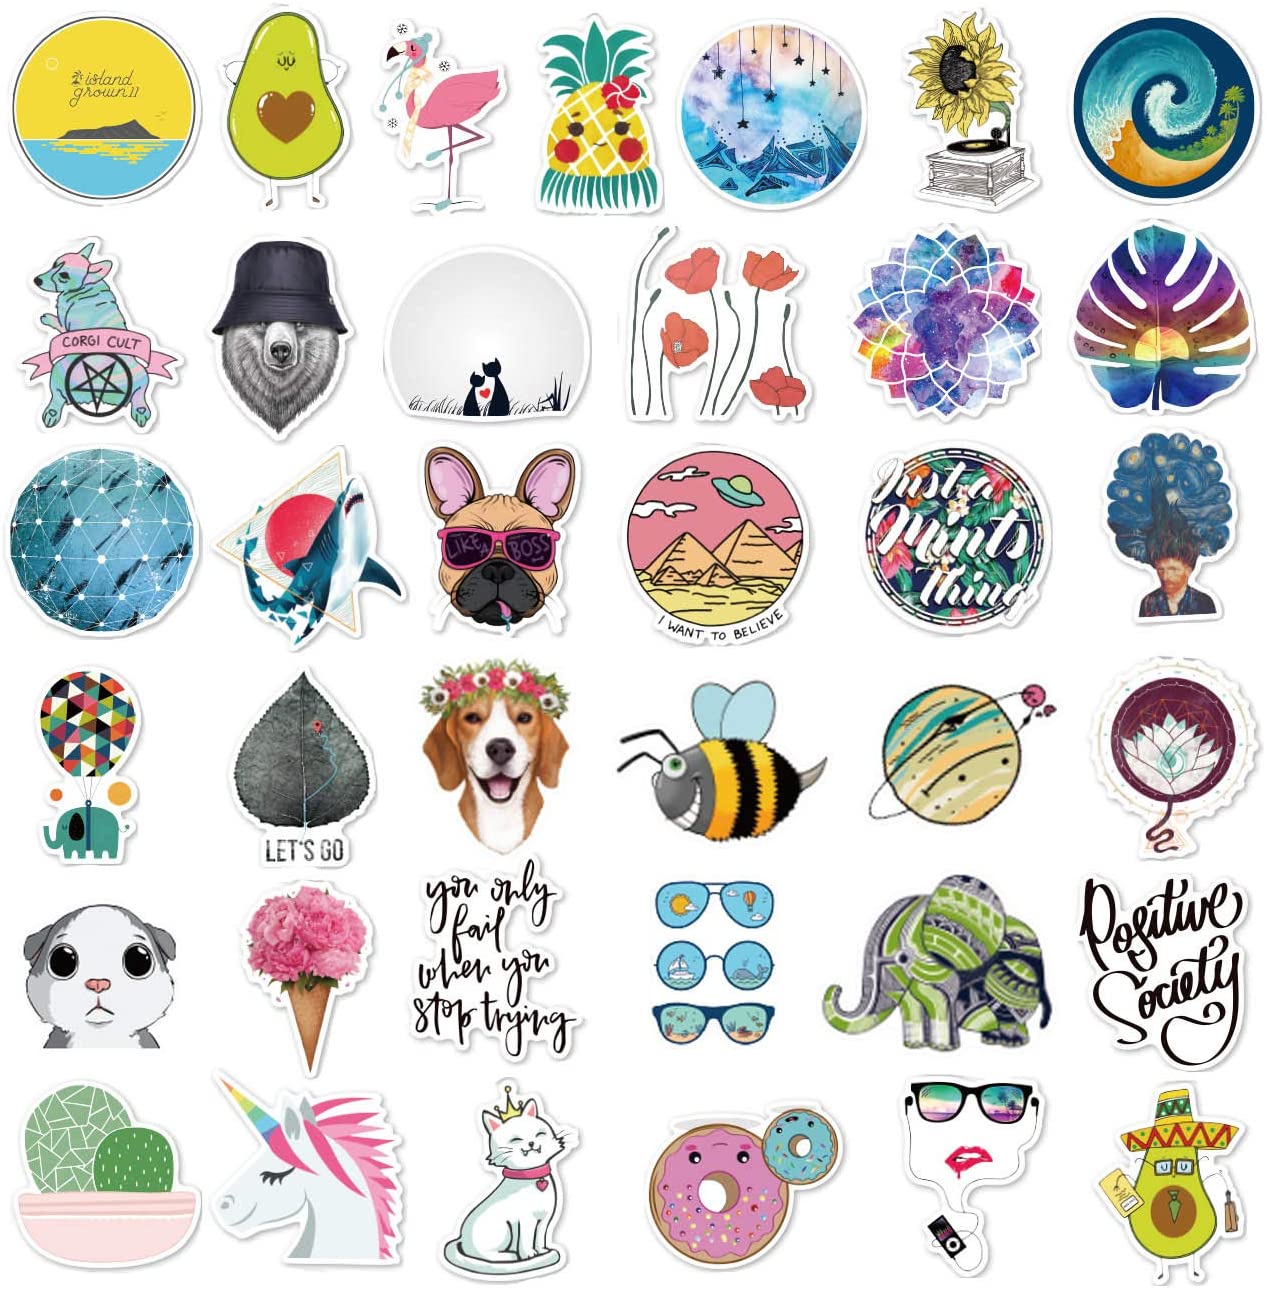 island
grown11
CORGI CULT
LIKE A BOSS
I WANT TO BELIEVE
Just a
Mints
Thing
LET'S GO
you only
fail
when you
stop trying
Positive
Society